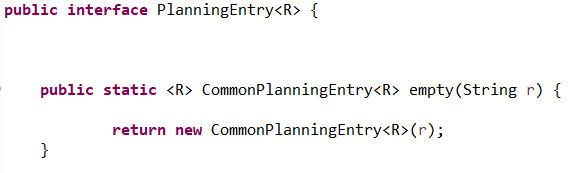 public interface PlanningEntry<R> {
public static <R> CommonPlanningEntry<R> empty(String r) {
return new CommonPlanningEntry<R>(r);
}